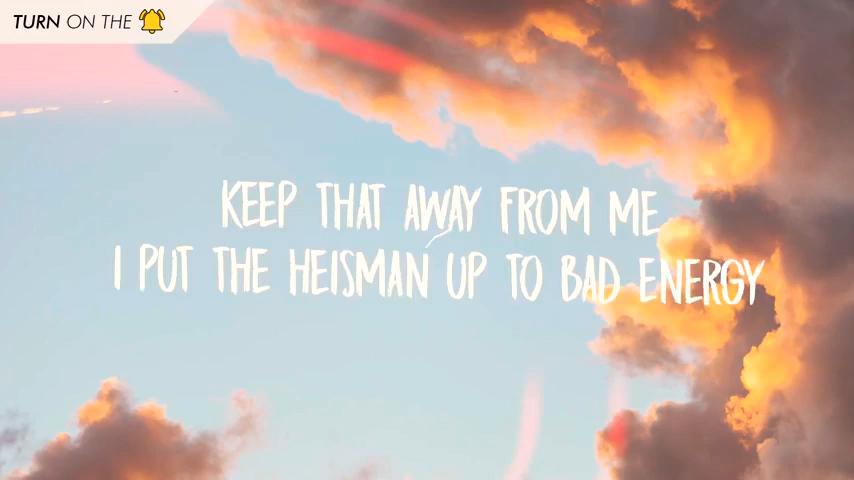 TURN ON THE
KEEP THAT AWAY FROM ME
I PUT THE HEISMAN UP TO BAD ENERGY